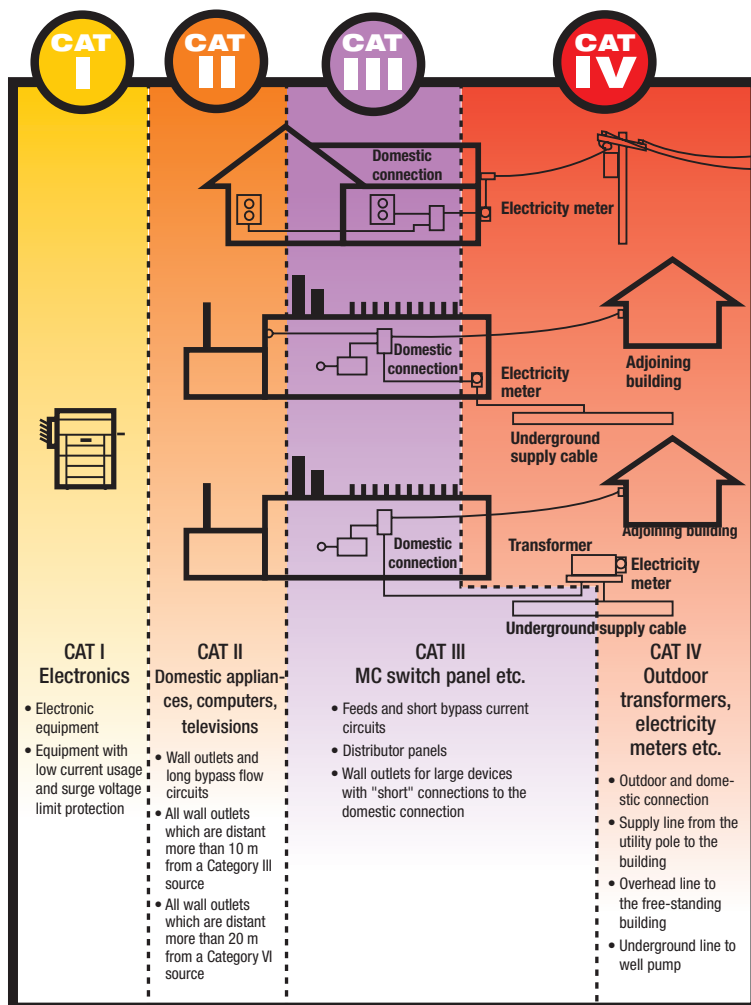 CAT
I
CAT
II
CAT
III
CAT
IV
Domestic
connection
Electricity meter
Domestic
connection
Electricity
meter
Adjoining
building
Underground
supply cable
Domestic
connection
Transformer
Adjoining building
Electricity
meter
Underground supply cable
CAT I
Electronics
• Electronic
equipment
• Equipment with
low current usage
and surge voltage
limit protection
CAT II
Domestic applian-
ces, computers,
televisions
• Wall outlets and
long bypass flow
circuits
• All wall outlets
which are distant
more than 10 m
from a Category III
source
• All wall outlets
which are distant
more than 20 m
from a Category VI
source
CAT III
MC switch panel etc.
• Feeds and short bypass current
circuits
• Distributor panels
• Wall outlets for large devices
with "short" connections to the
domestic connection
CAT IV
Outdoor
transformers,
electricity
meters etc.
• Outdoor and dome-
stic connection
• Supply line from the
utility pole to the
building
• Overhead line to
the free-standing
building
• Underground line to
well pump